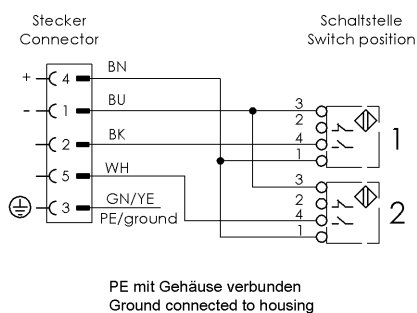 Stecker
Connector
Schaltstelle
Switch position
+ 4 BN
- 1 BU
2 BK
5 WH
3 GN/YE
PE/ground
3
2
4
1
1
3
2
4
1
2
PE mit Gehäuse verbunden
Ground connected to housing